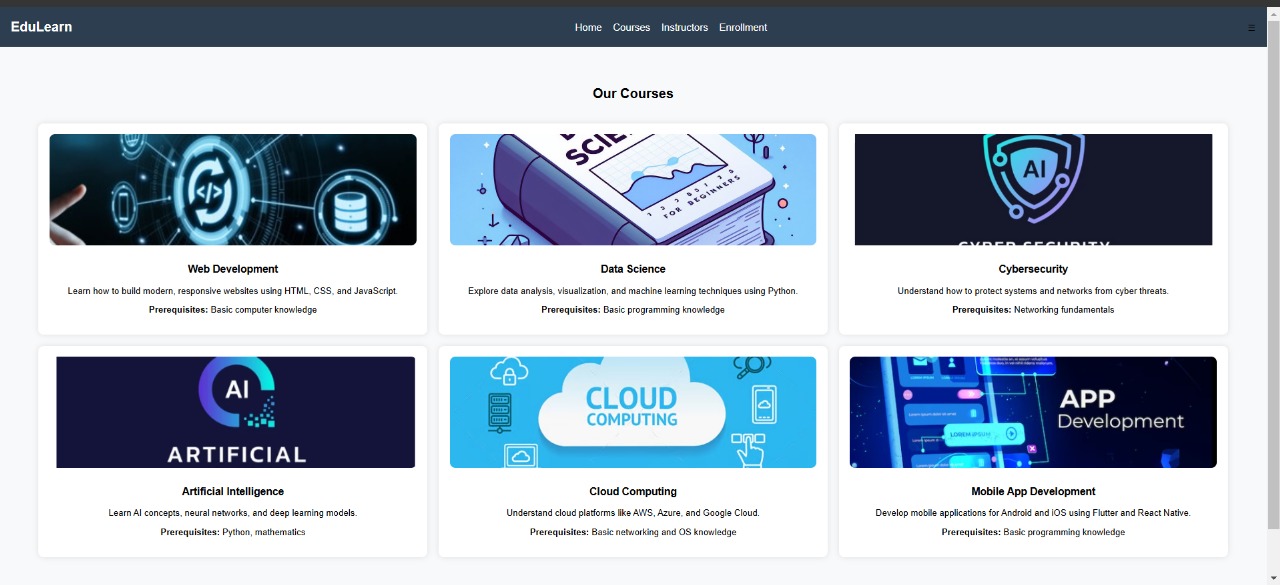 EduLearn
Home Courses Instructors Enrollment
Our Courses
</>
FOR BEGINNERS
AI
CYBER SECURITY
Web Development
Data Science
Cybersecurity
Learn how to build modern, responsive websites using HTML, CSS, and JavaScript.
Explore data analysis, visualization, and machine learning techniques using Python.
Understand how to protect systems and networks from cyber threats.
Prerequisites: Basic computer knowledge
Prerequisites: Basic programming knowledge
Prerequisites: Networking fundamentals
AI
ARTIFICIAL
CLOUD
COMPUTING
APP
Development
LOREM IPSUM
Artificial Intelligence
Cloud Computing
Mobile App Development
Learn AI concepts, neural networks, and deep learning models.
Understand cloud platforms like AWS, Azure, and Google Cloud.
Develop mobile applications for Android and iOS using Flutter and React Native.
Prerequisites: Python, mathematics
Prerequisites: Basic networking and OS knowledge
Prerequisites: Basic programming knowledge